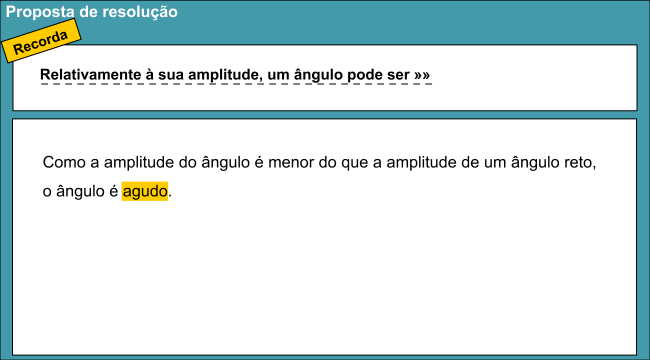 Proposta de resolução
Recorda
Relativamente à sua amplitude, um ângulo pode ser »»
Como a amplitude do ângulo é menor do que a amplitude de um ângulo reto,
o ângulo é agudo.